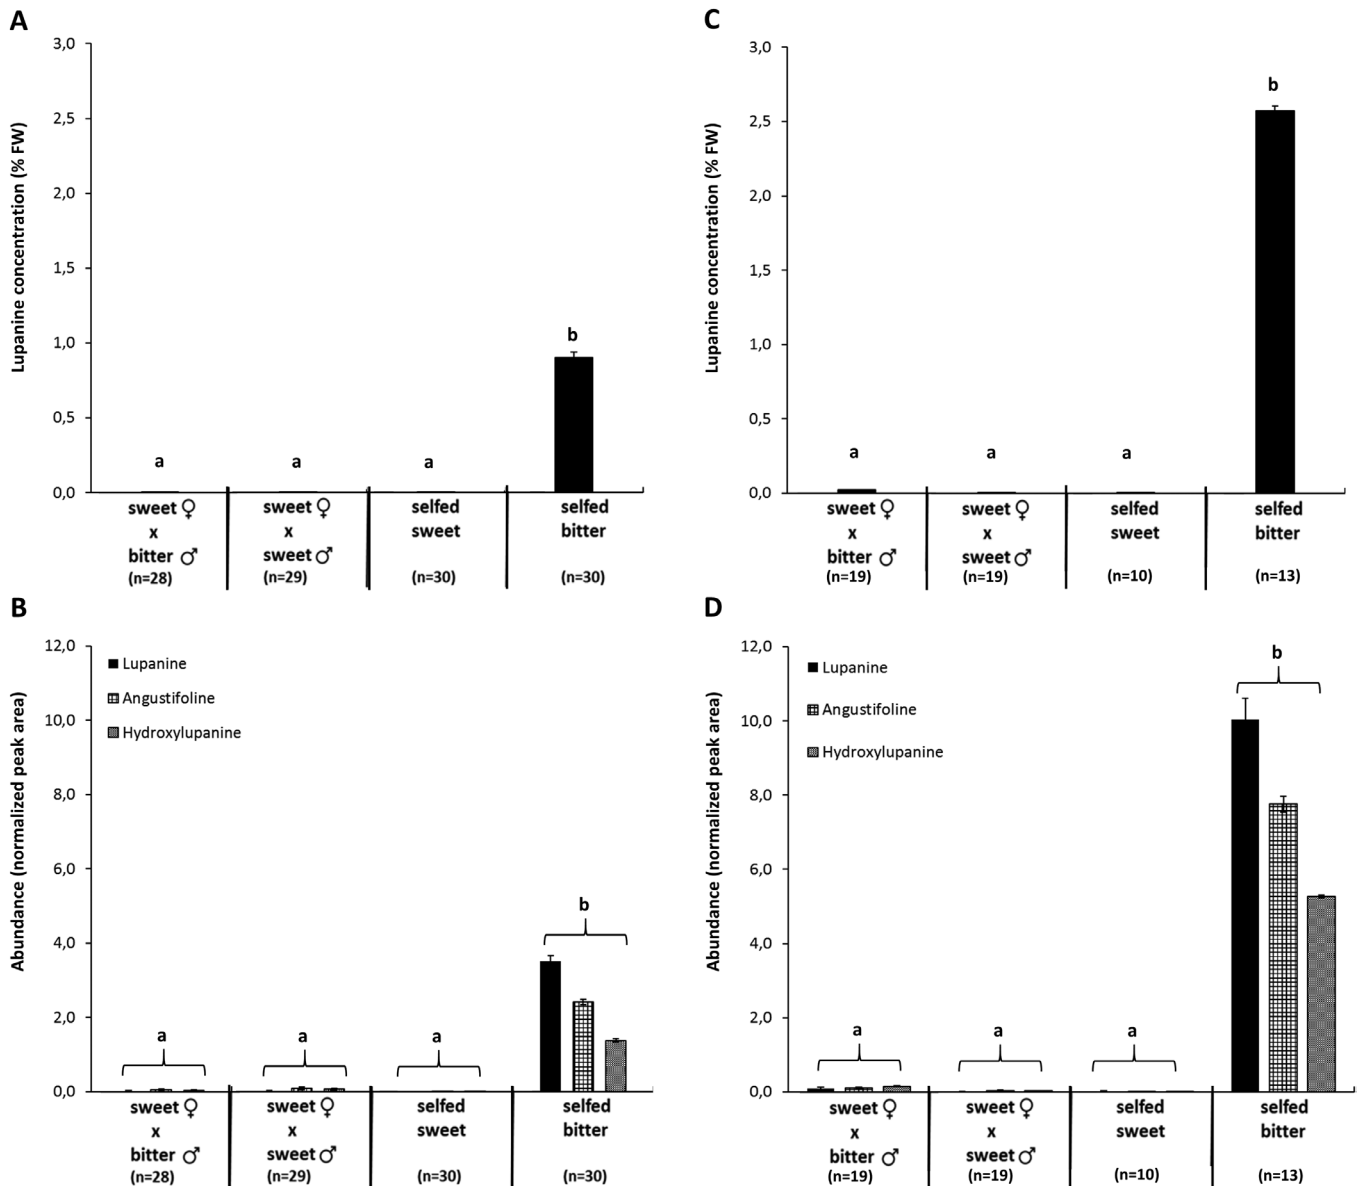 A
Lupanine concentration (% FW)
3,0
2,5
2,0
1,5
1,0
0,5
0,0
a
a
a
b
sweet ♀
x
bitter ♂
(n=28)
sweet ♀
x
sweet ♂
(n=29)
selfed
sweet
(n=30)
selfed
bitter
(n=30)
C
Lupanine concentration (% FW)
3,0
2,5
2,0
1,5
1,0
0,5
0,0
a
a
a
b
sweet ♀
x
bitter ♂
(n=19)
sweet ♀
x
sweet ♂
(n=19)
selfed
sweet
(n=10)
selfed
bitter
(n=13)
B
Abundance (normalized peak area)
12,0
10,0
8,0
6,0
4,0
2,0
0,0
Lupanine
Angustifoline
Hydroxylupanine
a
a
a
b
sweet ♀
x
bitter ♂
(n=28)
sweet ♀
x
sweet ♂
(n=29)
selfed
sweet
(n=30)
selfed
bitter
(n=30)
D
Abundance (normalized peak area)
12,0
10,0
8,0
6,0
4,0
2,0
0,0
Lupanine
Angustifoline
Hydroxylupanine
a
a
a
b
sweet ♀
x
bitter ♂
(n=19)
sweet ♀
x
sweet ♂
(n=19)
selfed
sweet
(n=10)
selfed
bitter
(n=13)